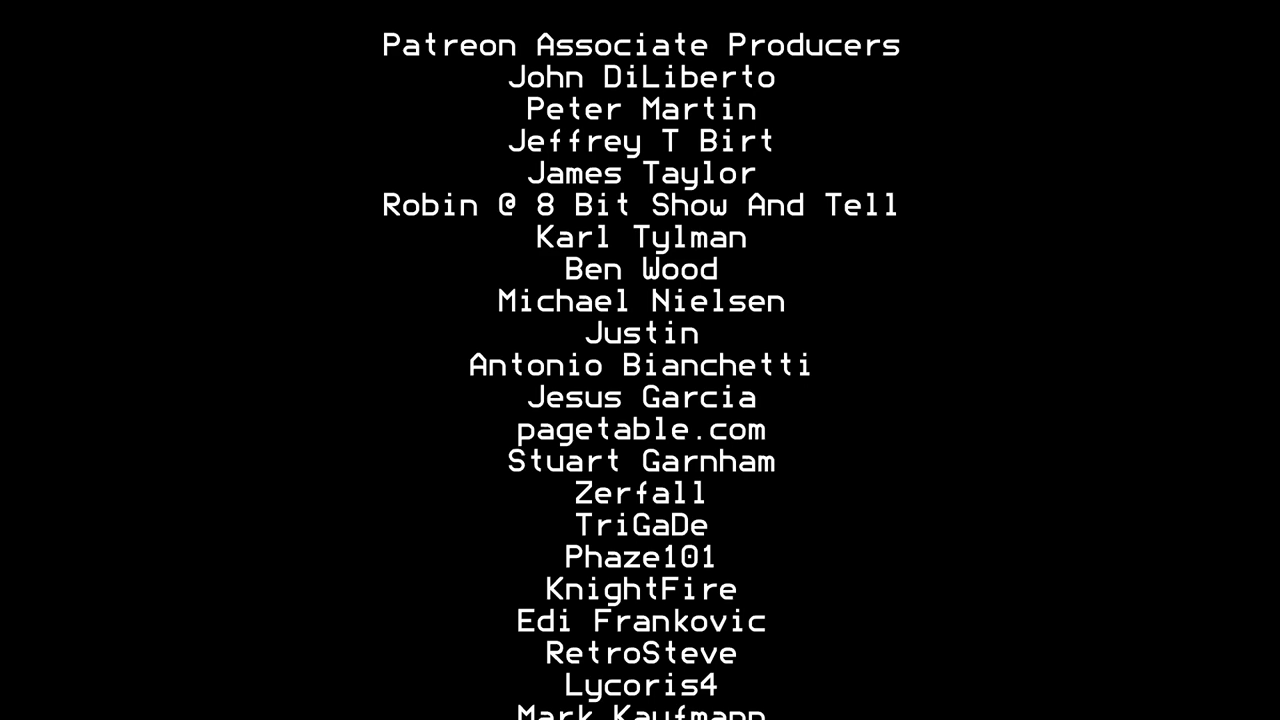 Patreon Associate Producers
John DiLiberto
Peter Martin
Jeffrey T Birt
James Taylor
Robin @ 8 Bit Show And Tell
Karl Tylman
Ben Wood
Michael Nielsen
Justin
Antonio Bianchetti
Jesus Garcia
pagetable.com
Stuart Garnham
Zerfall
TriGaDe
Phaze101
KnightFire
Edi Frankovic
RetroSteve
Lycoris4
Mark Kaufmann